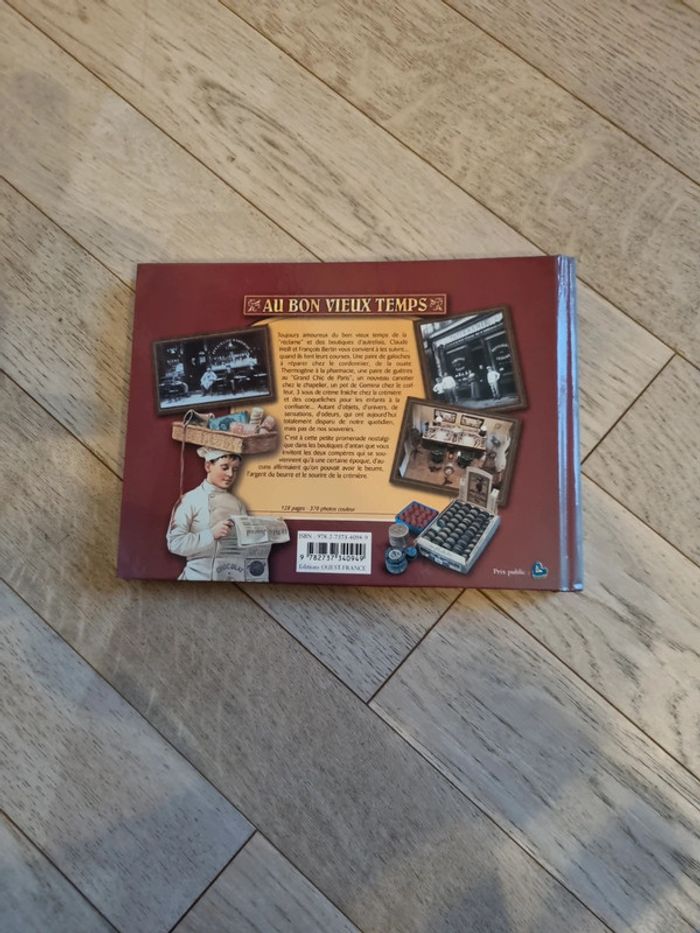 AU BON VIEUX TEMPS
Toujours amoureux du bon vieux temps de la
"réclame" et des boutiques d'autrefois, Claude
Weill et François Bertin vous convient à les suivre...
quand ils font leurs courses. Une paire de galoches
à réparer chez le cordonnier, de la ouate
Thermogène à la pharmacie, une paire de guêtres
au "Grand Chic de Paris", un nouveau canotier
chez le chapelier, un pot de Gomina chez le coif
feur, 3 sous de crème fraîche chez la crémière
et des coqueliches pour les enfants à la
confiserie... Autant d'objets, d'univers, de
sensations, d'odeurs, qui ont aujourd'hui
totalement disparu de notre quotidien,
mais pas de nos souvenirs.
C'est à cette petite promenade nostalgi-
que dans les boutiques d'antan que vous
invitent les deux compères qui se sou-
viennent qu'à une certaine époque, d'au-
cuns affirmaient qu'on pouvait avoir le beurre,
l'argent du beurre et le sourire de la crémière.
128 pages - 370 photos couleur
ISBN : 978-2-7373-4094-9
9 782737 340949
Editions OUEST-FRANCE
Prix public :
CHOCOLAT